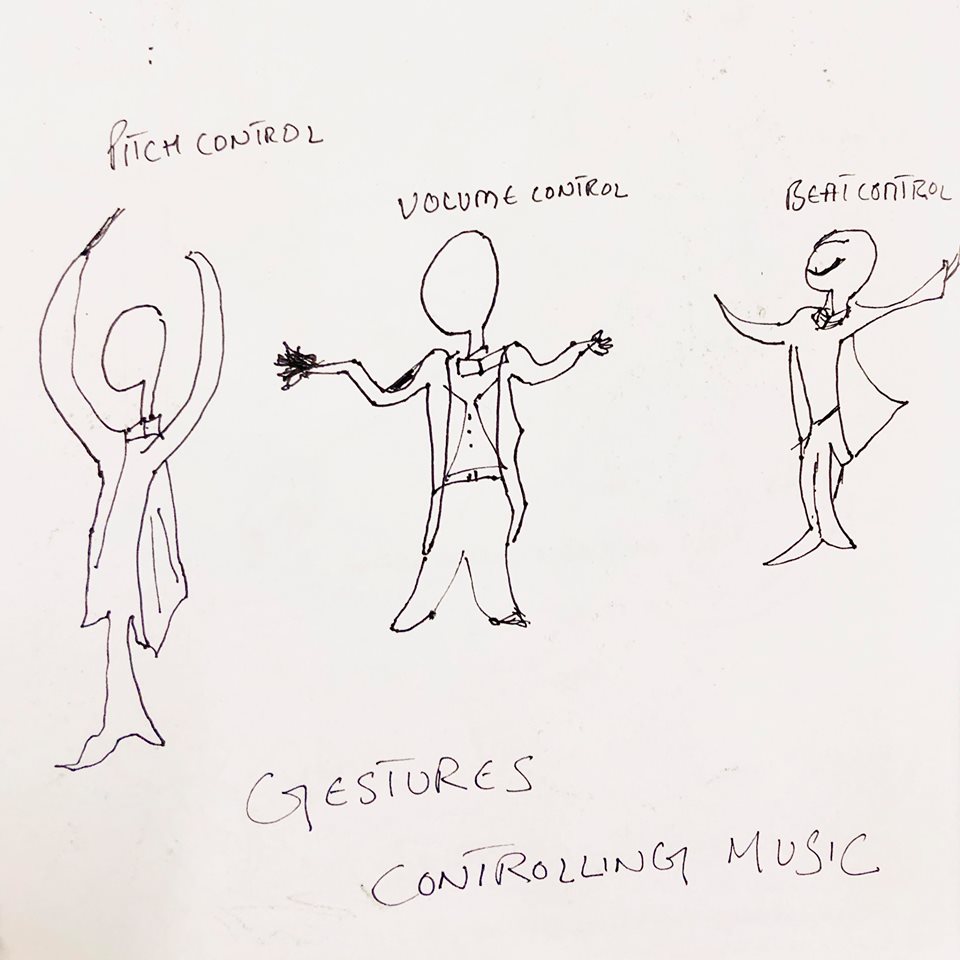 PITCH CONTROL
VOLUME CONTROL
BEAT CONTROL
GESTURES
CONTROLLING MUSIC